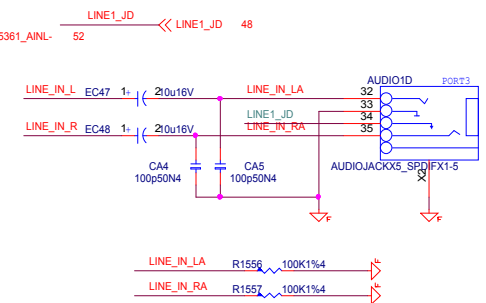 LINE1_JD
LINE1_JD 48
5361_AINL- 52
AUDIO1D PORT3
LINE_IN_L EC47 1+ 2 10u16V LINE_IN_LA 32
33
LINE1_JD 34
LINE_IN_R EC48 1+ 2 10u16V LINE_IN_RA 35
CA4 CA5 AUDIOJACKX5_SPDIFX1-5
100p50N4 100p50N4 X2
F F
LINE_IN_LA R1556 100K1%4 F
LINE_IN_RA R1557 100K1%4 F